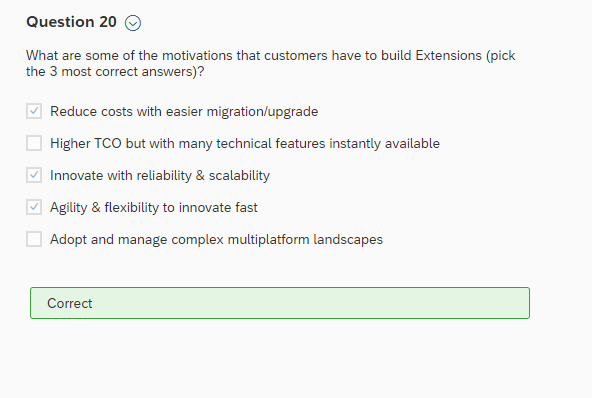 Question 20
What are some of the motivations that customers have to build Extensions (pick
the 3 most correct answers)?
Reduce costs with easier migration/upgrade
Higher TCO but with many technical features instantly available
Innovate with reliability & scalability
Agility & flexibility to innovate fast
Adopt and manage complex multiplatform landscapes
Correct